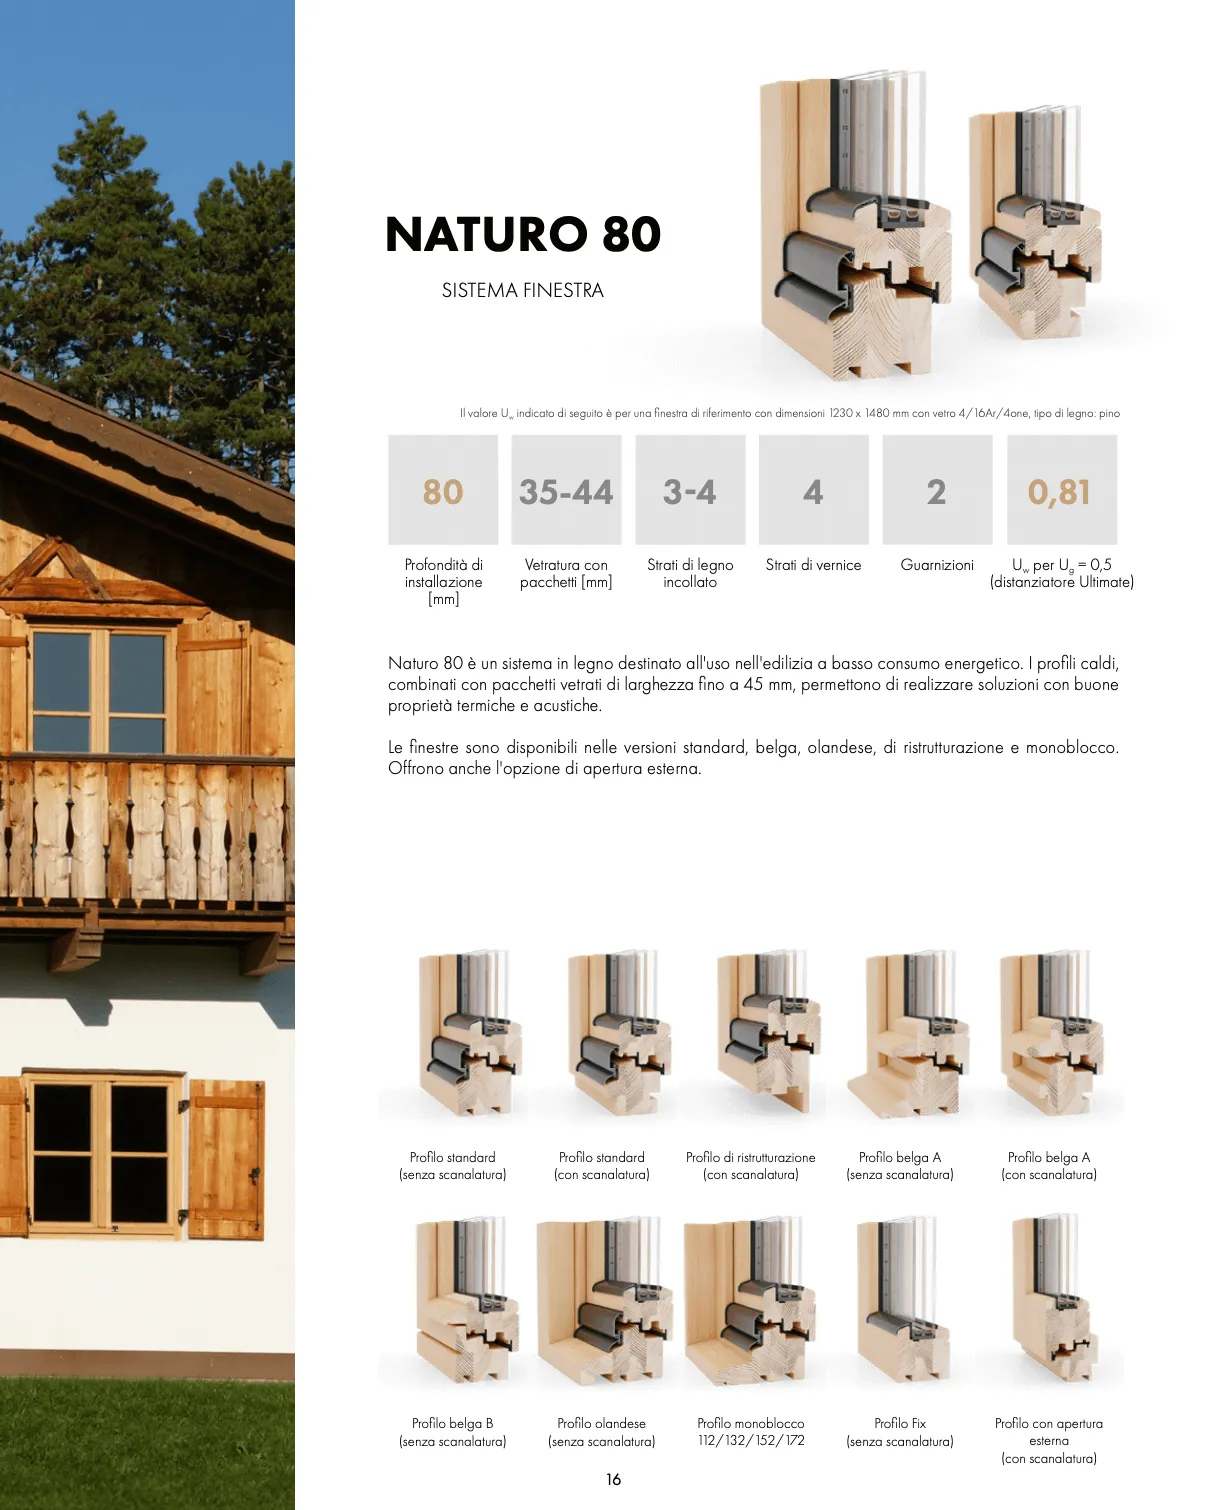 NATURO 80
SISTEMA FINESTRA
Il valore Uw indicato di seguito è per una finestra di riferimento con dimensioni 1230 x 1480 mm con vetro 4/16Ar/4one, tipo di legno: pino
80
35-44
3-4
4
2
0,81
Profondità di
installazione
[mm]
Vetratura con
pacchetti [mm]
Strati di legno
incollato
Strati di vernice
Guarnizioni
Uw per Ug = 0,5
(distanziatore Ultimate)
Naturo 80 è un sistema in legno destinato all'uso nell'edilizia a basso consumo energetico. I profili caldi,
combinati con pacchetti vetrati di larghezza fino a 45 mm, permettono di realizzare soluzioni con buone
proprietà termiche e acustiche.
Le finestre sono disponibili nelle versioni standard, belga, olandese, di ristrutturazione e monoblocco.
Offrono anche l'opzione di apertura esterna.
Profilo standard
(senza scanalatura)
Profilo standard
(con scanalatura)
Profilo di ristrutturazione
(con scanalatura)
Profilo belga A
(senza scanalatura)
Profilo belga A
(con scanalatura)
Profilo belga B
(senza scanalatura)
Profilo olandese
(senza scanalatura)
Profilo monoblocco
112/132/152/172
Profilo Fix
(senza scanalatura)
Profilo con apertura
esterna
(con scanalatura)
16